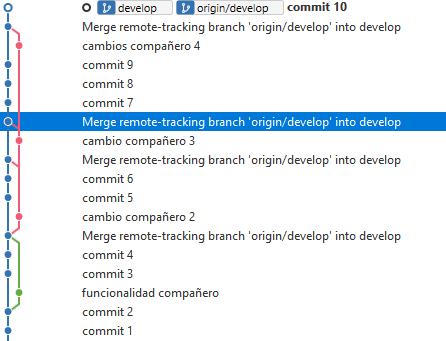 develop origin/develop commit 10
Merge remote-tracking branch 'origin/develop' into develop
cambios compañero 4
commit 9
commit 8
commit 7
Merge remote-tracking branch 'origin/develop' into develop
cambio compañero 3
Merge remote-tracking branch 'origin/develop' into develop
commit 6
commit 5
cambio compañero 2
Merge remote-tracking branch 'origin/develop' into develop
commit 4
commit 3
funcionalidad compañero
commit 2
commit 1